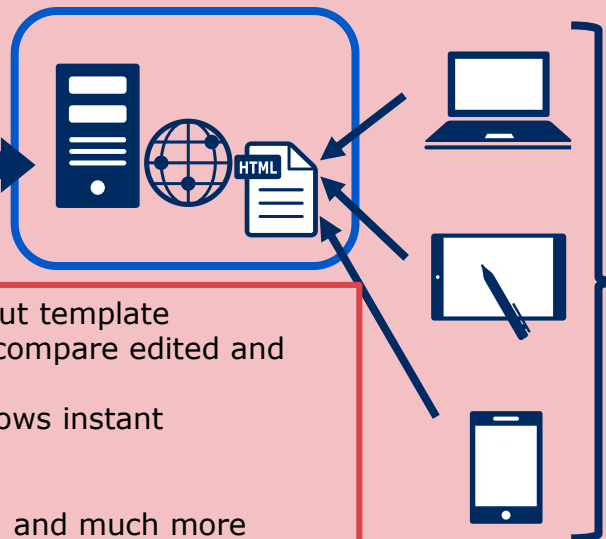 HTML
ut template
compare edited and
ows instant
and much more